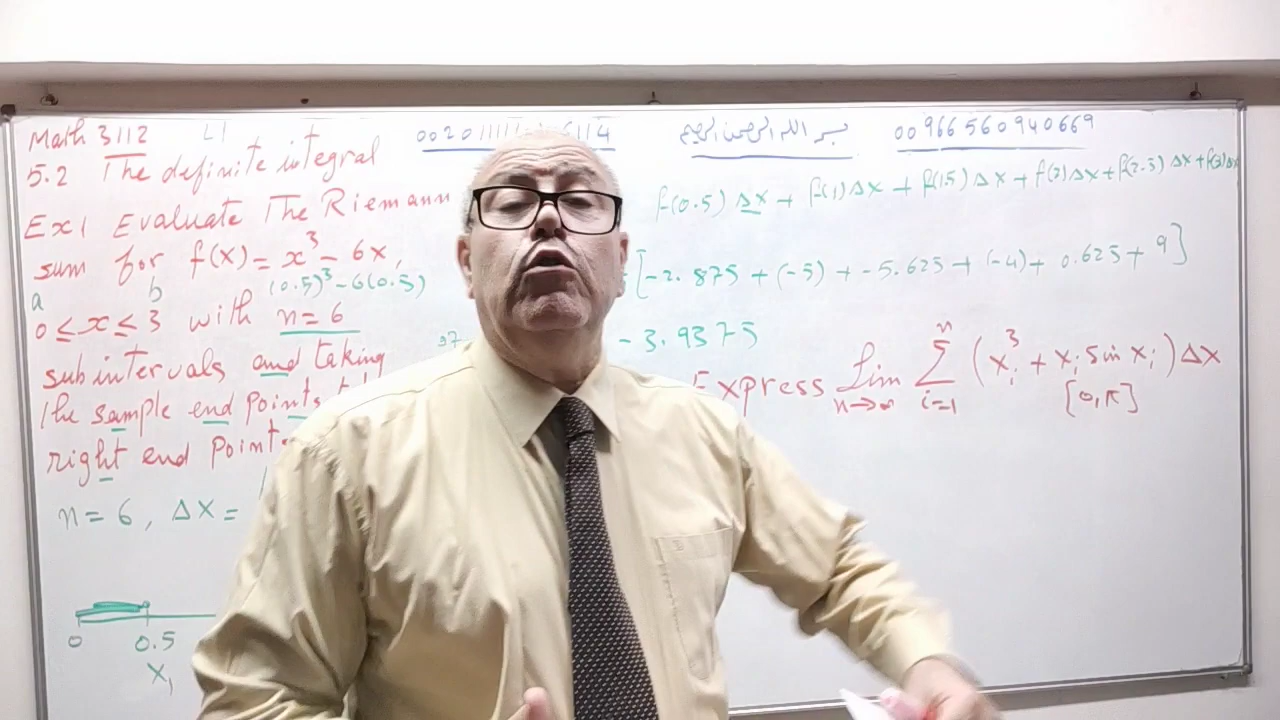 Math 3112 L1
5.2 The definite integral
Ex1 Evaluate The Riemann
sum for f(x) = x³ - 6x,
(0.5)³ - 6(0.5)
a b
0 ≤ x ≤ 3 with n = 6
subintervals and taking
The sample end points
right end point
n = 6, Δx =
0 0.5
x₁
بسم الله الرحمن الرحيم
00966560940669
f(0.5) Δx + f(1) Δx + f(1.5) Δx + f(2) Δx + f(2.5) Δx + f(3) Δx
[-2.875 + (-5) + -5.625 + (-4) + 0.625 + 9]
- 3.9375
Express lim n→∞ Σ i=1 n (xᵢ³ + xᵢ sin xᵢ) Δx
[0, π]